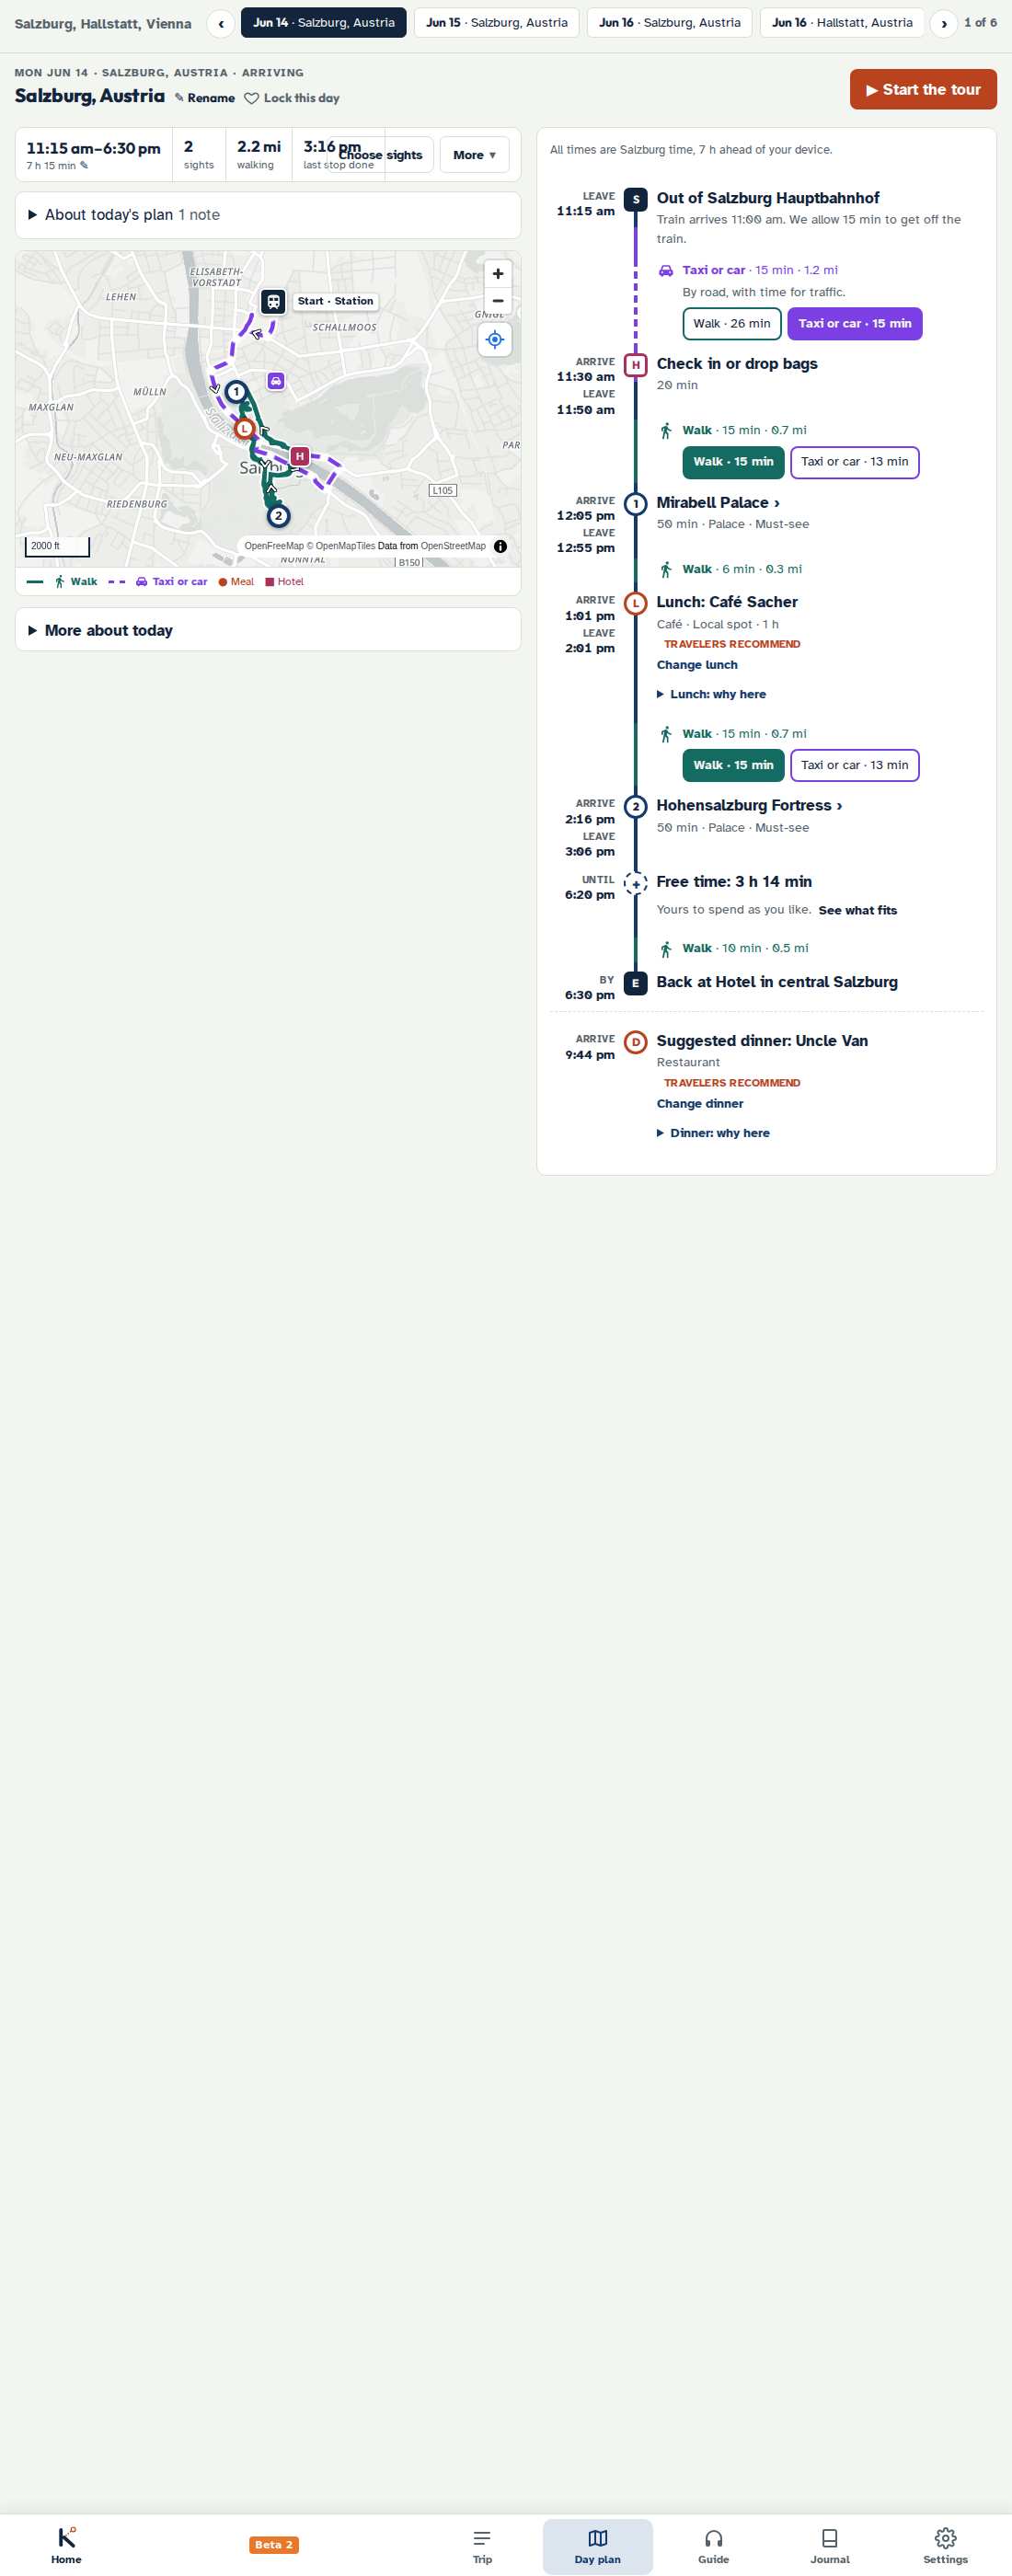 Salzburg, Hallstatt, Vienna
‹
Jun 14 · Salzburg, Austria
Jun 15 · Salzburg, Austria
Jun 16 · Salzburg, Austria
Jun 16 · Hallstatt, Austria
›
1 of 6
MON JUN 14 · SALZBURG, AUSTRIA · ARRIVING
Salzburg, Austria ✎ Rename Lock this day
▶ Start the tour
11:15 am–6:30 pm
7 h 15 min ✎
2
sights
2.2 mi
walking
3:16 pm
last stop done
Choose sights
More ▾
▶ About today's plan 1 note
ELISABETH-
VORSTADT
LEHEN
Start · Station
SCHALLMOOS
MÜLLN
1
MAXGLAN
L
NEU-MAXGLAN
H
PAR
L105
RIEDENBURG
2
2000 ft
OpenFreeMap © OpenMapTiles Data from OpenStreetMap
NONNTAL
B150
Walk Taxi or car Meal Hotel
▶ More about today
All times are Salzburg time, 7 h ahead of your device.
LEAVE
11:15 am
S
Out of Salzburg Hauptbahnhof
Train arrives 11:00 am. We allow 15 min to get off the
train.
Taxi or car · 15 min · 1.2 mi
By road, with time for traffic.
Walk · 26 min
Taxi or car · 15 min
ARRIVE
11:30 am
LEAVE
11:50 am
H
Check in or drop bags
20 min
Walk · 15 min · 0.7 mi
Walk · 15 min
Taxi or car · 13 min
ARRIVE
12:05 pm
LEAVE
12:55 pm
1
Mirabell Palace ›
50 min · Palace · Must-see
Walk · 6 min · 0.3 mi
ARRIVE
1:01 pm
LEAVE
2:01 pm
L
Lunch: Café Sacher
Café · Local spot · 1 h
TRAVELERS RECOMMEND
Change lunch
▶ Lunch: why here
Walk · 15 min · 0.7 mi
Walk · 15 min
Taxi or car · 13 min
ARRIVE
2:16 pm
LEAVE
3:06 pm
2
Hohensalzburg Fortress ›
50 min · Palace · Must-see
UNTIL
6:20 pm
+
Free time: 3 h 14 min
Yours to spend as you like. See what fits
Walk · 10 min · 0.5 mi
BY
6:30 pm
E
Back at Hotel in central Salzburg
ARRIVE
9:44 pm
D
Suggested dinner: Uncle Van
Restaurant
TRAVELERS RECOMMEND
Change dinner
▶ Dinner: why here
Home
Beta 2
Trip
Day plan
Guide
Journal
Settings